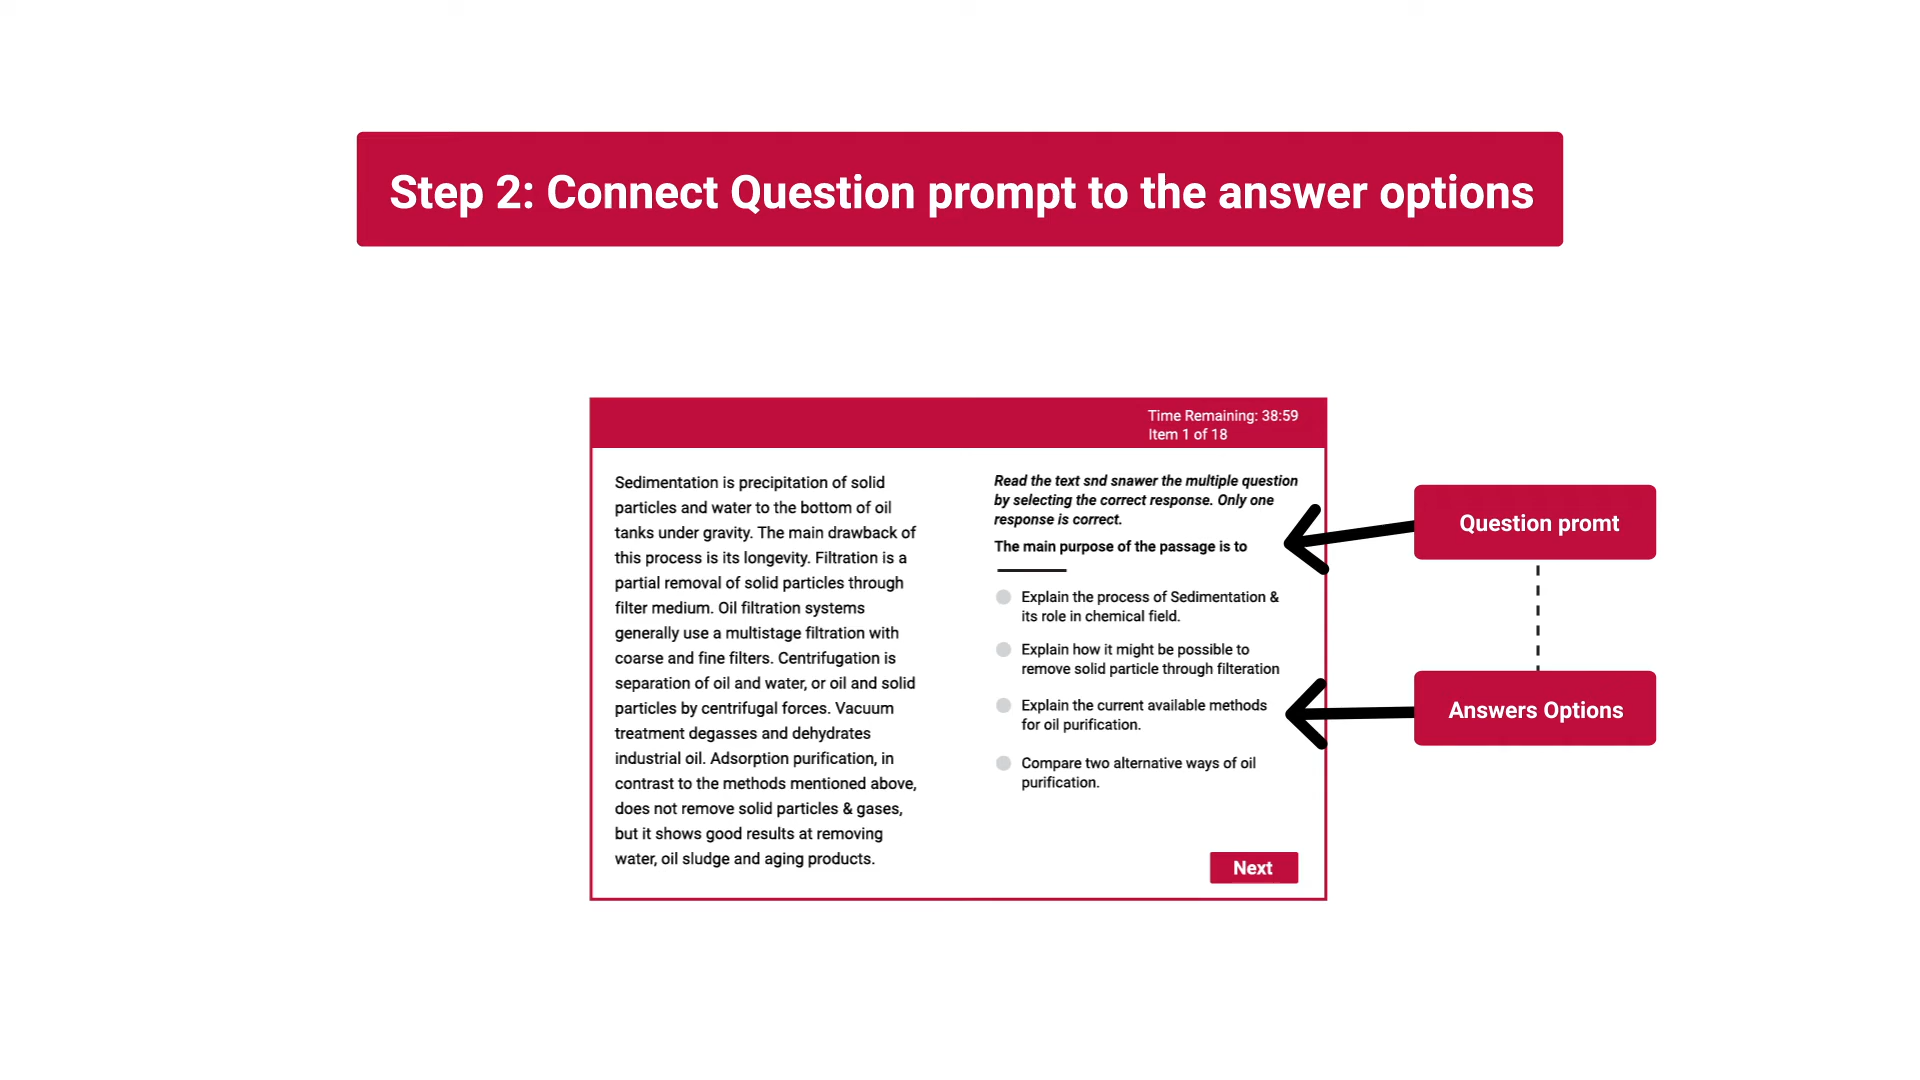 Step 2: Connect Question prompt to the answer options
Time Remaining: 38:59
Item 1 of 18
Sedimentation is precipitation of solid
particles and water to the bottom of oil
tanks under gravity. The main drawback of
this process is its longevity. Filtration is a
partial removal of solid particles through
filter medium. Oil filtration systems
generally use a multistage filtration with
coarse and fine filters. Centrifugation is
separation of oil and water, or oil and solid
particles by centrifugal forces. Vacuum
treatment degasses and dehydrates
industrial oil. Adsorption purification, in
contrast to the methods mentioned above,
does not remove solid particles & gases,
but it shows good results at removing
water, oil sludge and aging products.
Read the text snd snawer the multiple question
by selecting the correct response. Only one
response is correct.
The main purpose of the passage is to
Explain the process of Sedimentation &
its role in chemical field.
Explain how it might be possible to
remove solid particle through filteration
Explain the current available methods
for oil purification.
Compare two alternative ways of oil
purification.
Next
Question promt
Answers Options